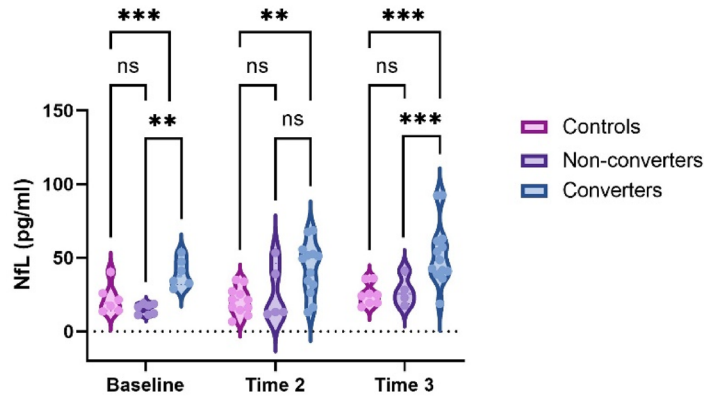 *** ** ***
ns ns ns
** ns ***
150
100
50
0
NfL (pg/ml)
Baseline Time 2 Time 3
Controls
Non-converters
Converters